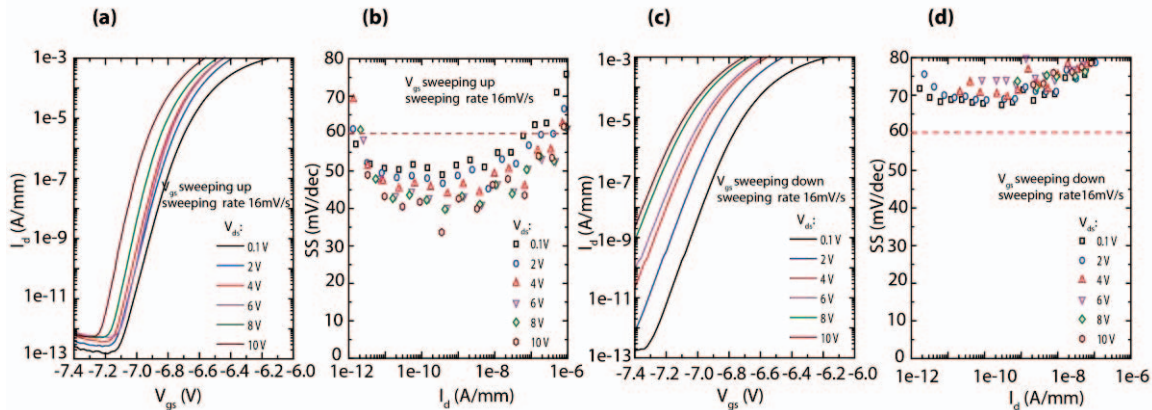 (a)
1e-3
1e-5
1e-7
1e-9
1e-11
1e-13
I_d (A/mm)
V_gs sweeping up
sweeping rate 16mV/s
V_ds:
0.1 V
2 V
4 V
6 V
8 V
10 V
-7.4 -7.2 -7.0 -6.8 -6.6 -6.4 -6.2 -6.0
V_gs (V)
(b)
80
70
60
50
40
30
20
10
0
SS (mV/dec)
V_gs sweeping up
sweeping rate 16mV/s
V_ds:
0.1 V
2 V
4 V
6 V
8 V
10 V
1e-12 1e-10 1e-8 1e-6
I_d (A/mm)
(c)
1e-3
1e-5
1e-7
1e-9
1e-11
1e-13
I_d (A/mm)
V_gs sweeping down
sweeping rate16mV/s
V_ds:
0.1 V
2 V
4 V
6 V
8 V
10 V
-7.4 -7.2 -7.0 -6.8 -6.6 -6.4 -6.2 -6.0
V_gs (V)
(d)
80
70
60
50
40
30
20
10
0
SS (mV/dec)
V_gs sweeping down
sweeping rate16mV/s
V_ds:
0.1 V
2 V
4 V
6 V
8 V
10 V
1e-12 1e-10 1e-8 1e-6
I_d (A/mm)